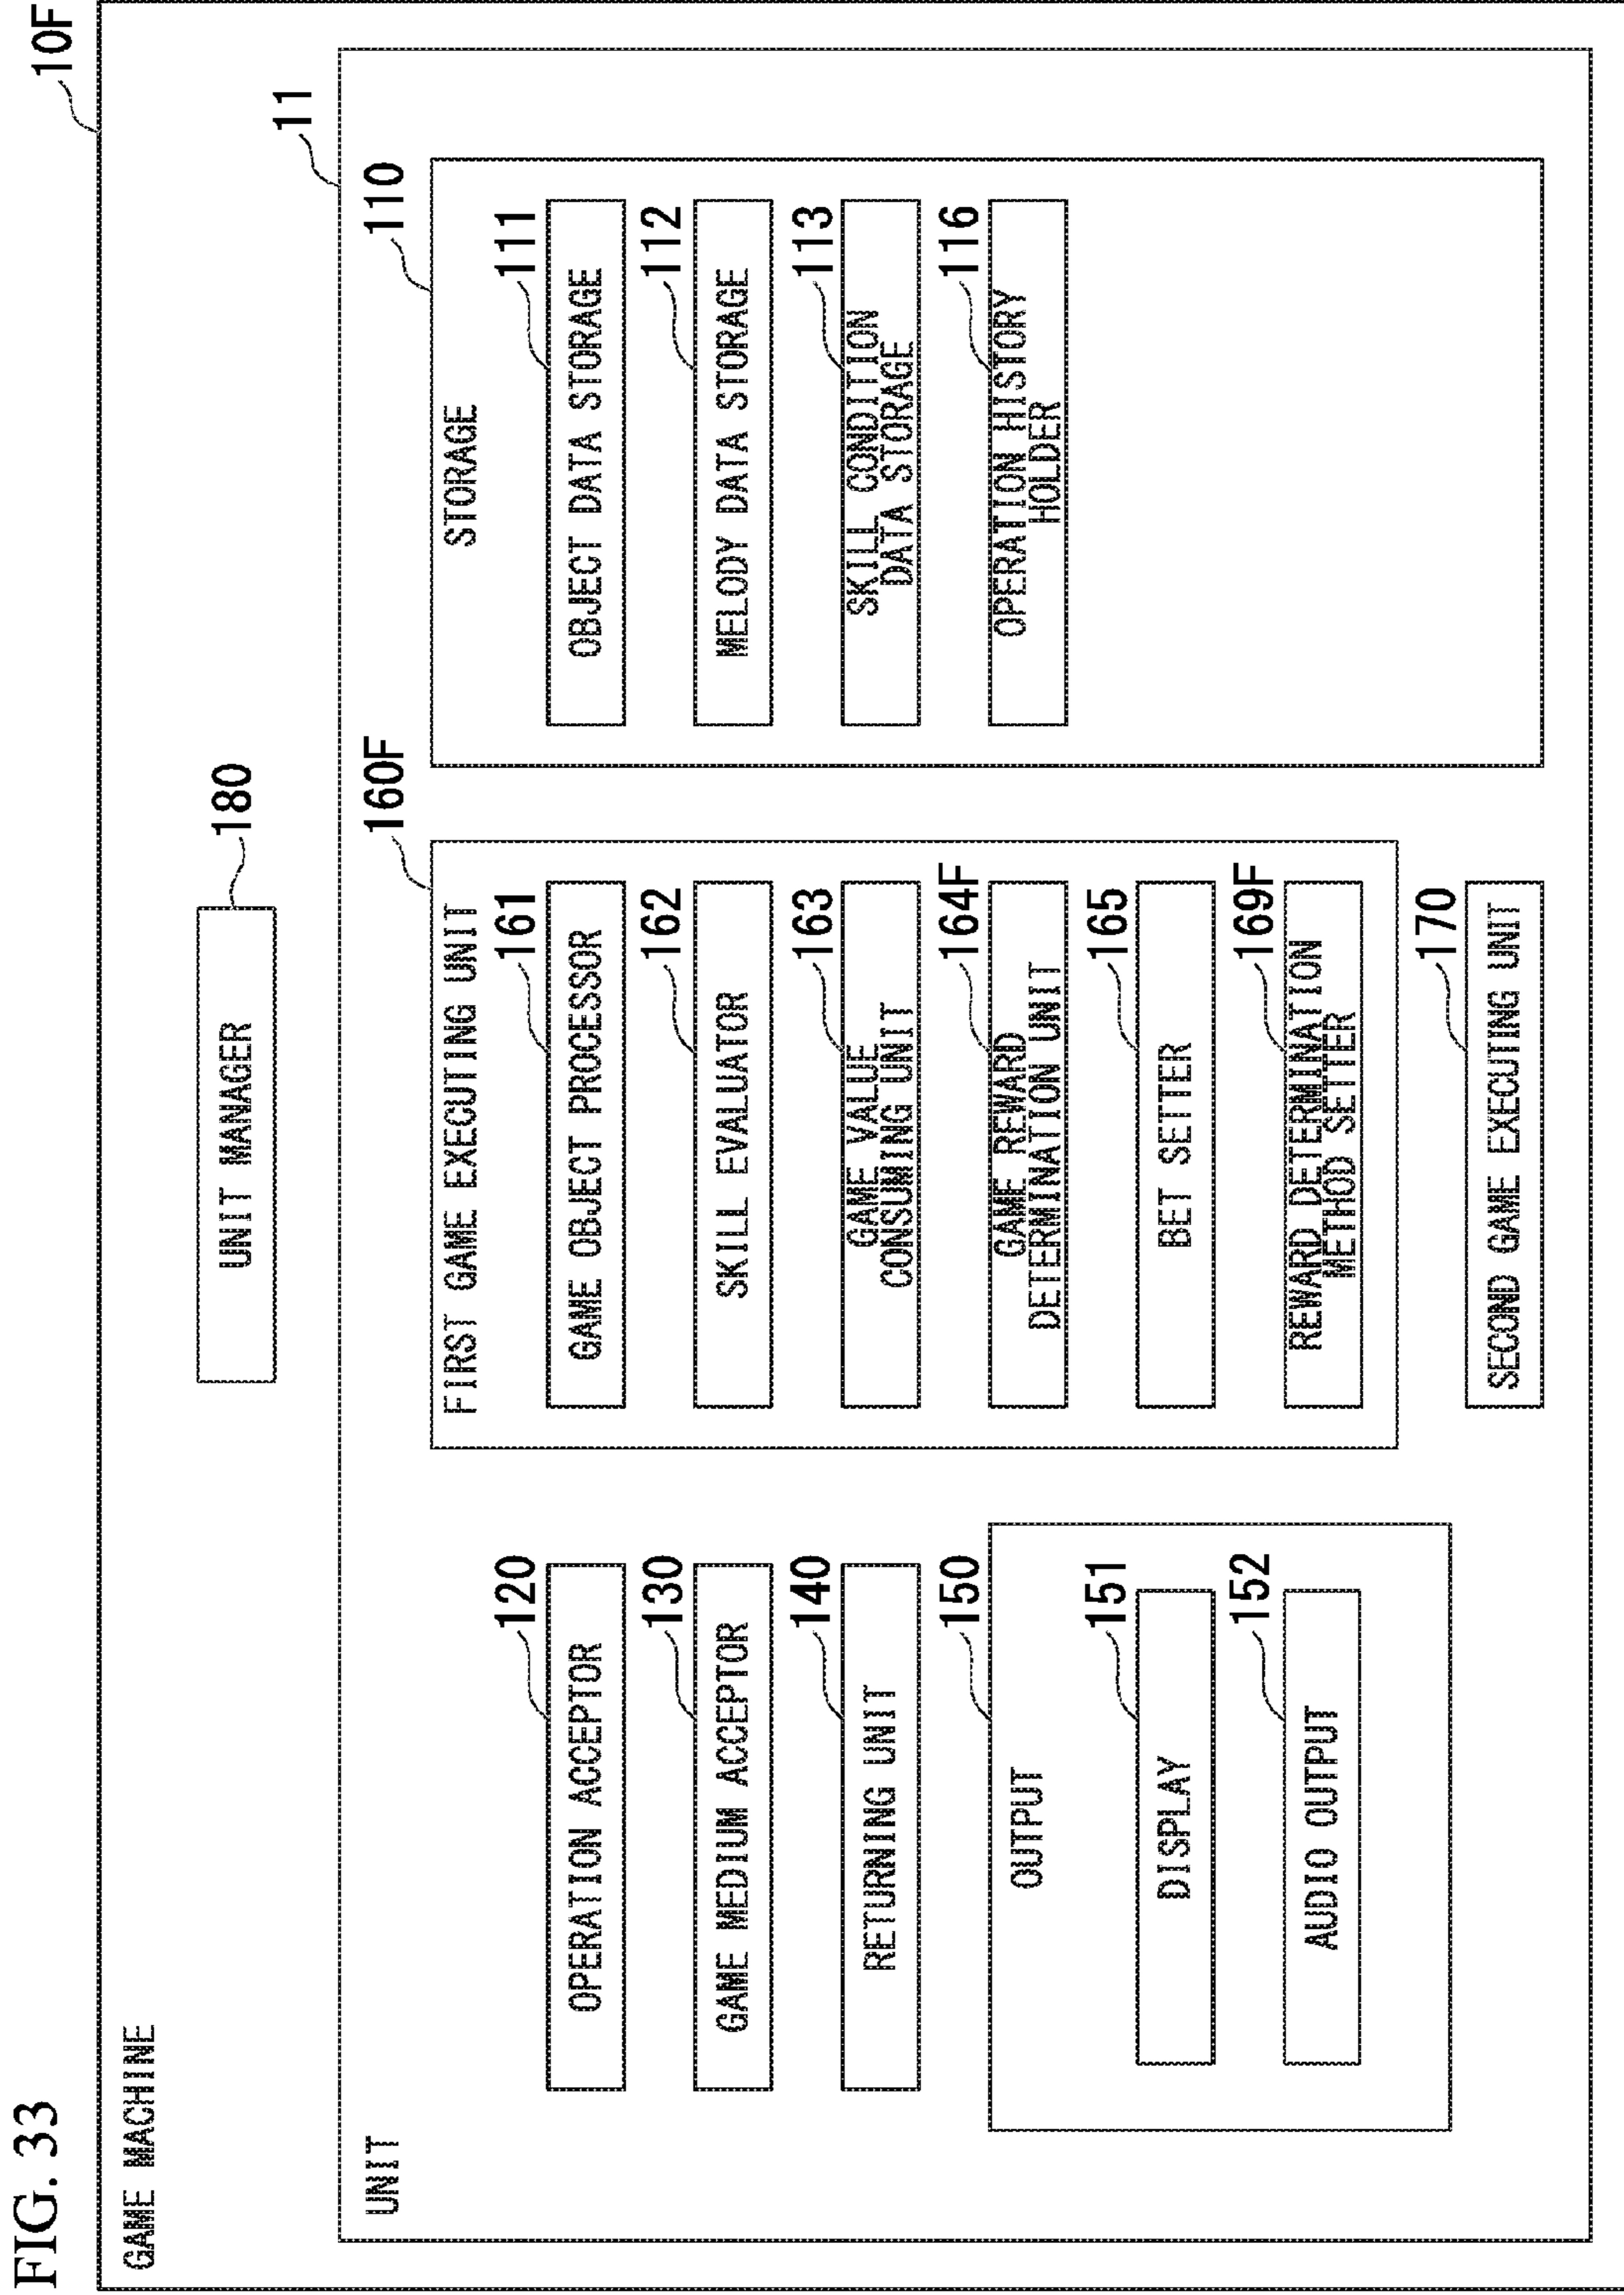 FIG. 33
10F
GAME MACHINE
180
UNIT MANAGER
11
UNIT
120
OPERATION ACCEPTOR
130
GAME MEDIUM ACCEPTOR
140
RETURNING UNIT
150
OUTPUT
151
DISPLAY
152
AUDIO OUTPUT
160F
FIRST GAME EXECUTING UNIT
161
GAME OBJECT PROCESSOR
162
SKILL EVALUATOR
163
GAME VALUE
CONSUMING UNIT
164F
GAME REWARD
DETERMINATION UNIT
165
BET SETTER
169F
REWARD DETERMINATION
METHOD SETTER
170
SECOND GAME EXECUTING UNIT
110
STORAGE
111
OBJECT DATA STORAGE
112
MELODY DATA STORAGE
113
SKILL CONDITION
DATA STORAGE
116
OPERATION HISTORY
HOLDER